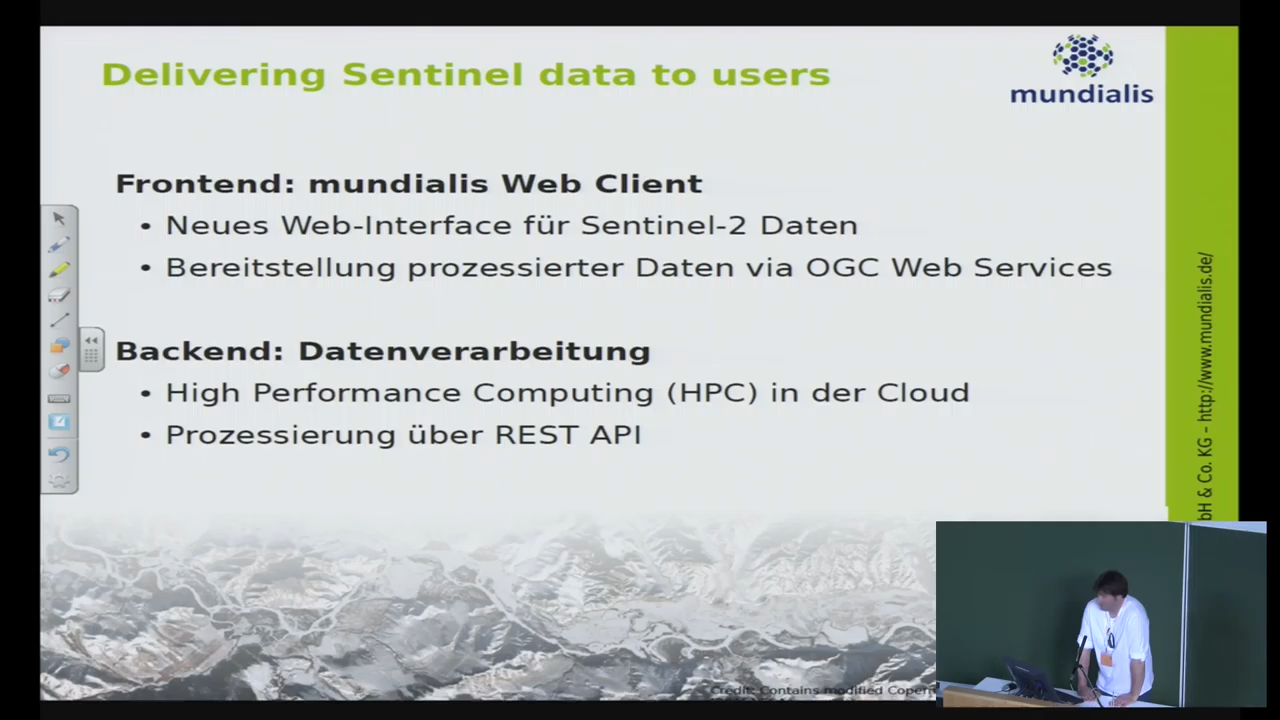 Delivering Sentinel data to users
mundialis
Frontend: mundialis Web Client
• Neues Web-Interface für Sentinel-2 Daten
• Bereitstellung prozessierter Daten via OGC Web Services
Backend: Datenverarbeitung
• High Performance Computing (HPC) in der Cloud
• Prozessierung über REST API
& Co. KG – http://www.mundialis.de/
Credit: Contains modified